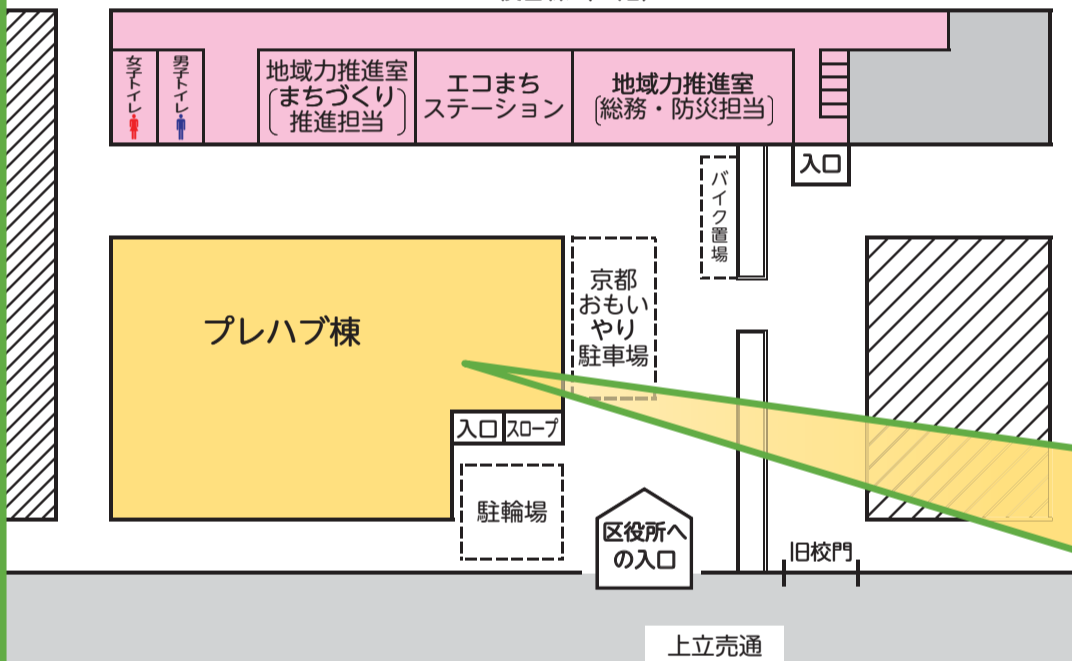 女子トイレ
男子トイレ
地域力推進室
まちづくり
推進担当
エコまち
ステーション
地域力推進室
〔総務・防災担当〕
入口
バイク置場
プレハブ棟
京都
おもい
やり
駐車場
入口
スロープ
駐輪場
区役所へ
の入口
旧校門
上立売通